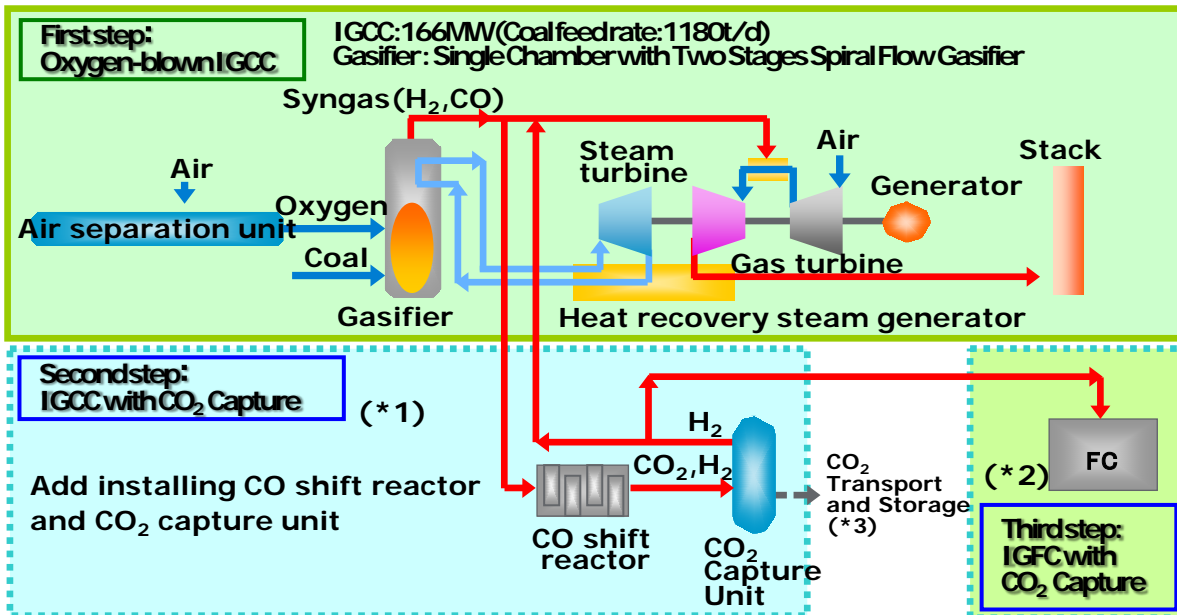 First step:
Oxygen-blown IGCC
IGCC:166MW(Coal feed rate:1180t/d)
Gasifier : Single Chamber with Two Stages Spiral Flow Gasifier
Syngas(H₂,CO)
Air
Steam
turbine
Air
Stack
Generator
Oxygen
Air separation unit
Coal
Gas turbine
Gasifier
Heat recovery steam generator
Second step:
IGCC with CO₂ Capture
(*1)
H₂
FC
(*2)
CO₂,H₂
CO₂
Transport
and Storage
(*3)
Add installing CO shift reactor
and CO₂ capture unit
CO shift
reactor
CO₂
Capture
Unit
Third step:
IGFC with
CO₂ Capture